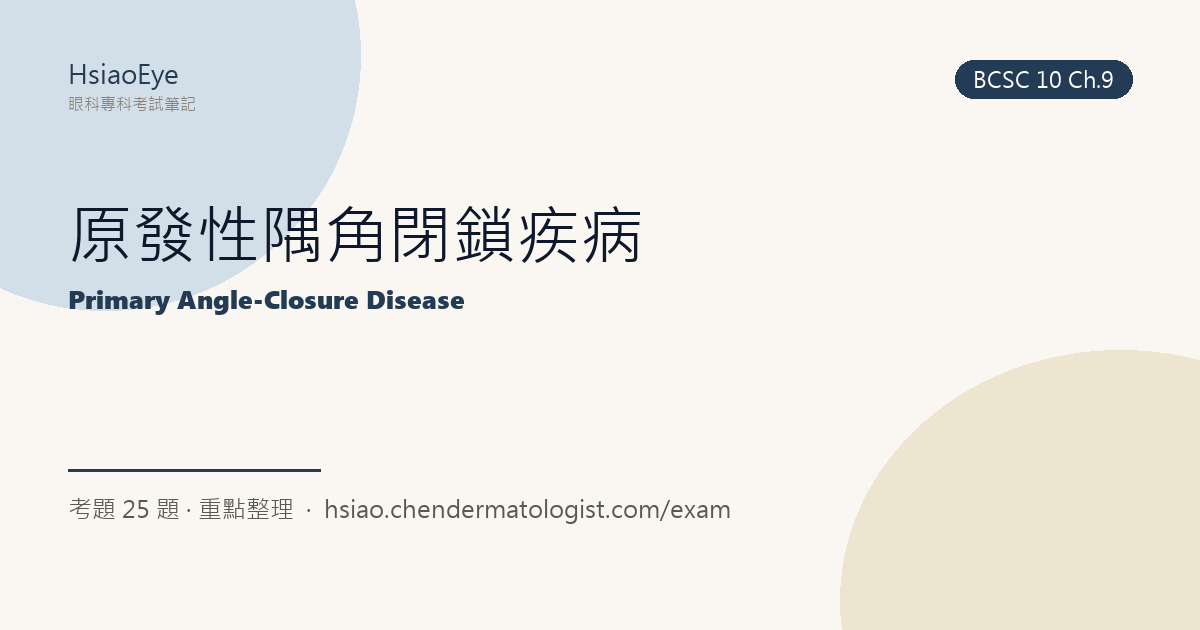 HsiaoEye
眼科專科考試筆記
BCSC 10 Ch.9
原發性隅角閉鎖疾病
Primary Angle-Closure Disease
考題 25 題 · 重點整理 · hsiao.chendermatologist.com/exam